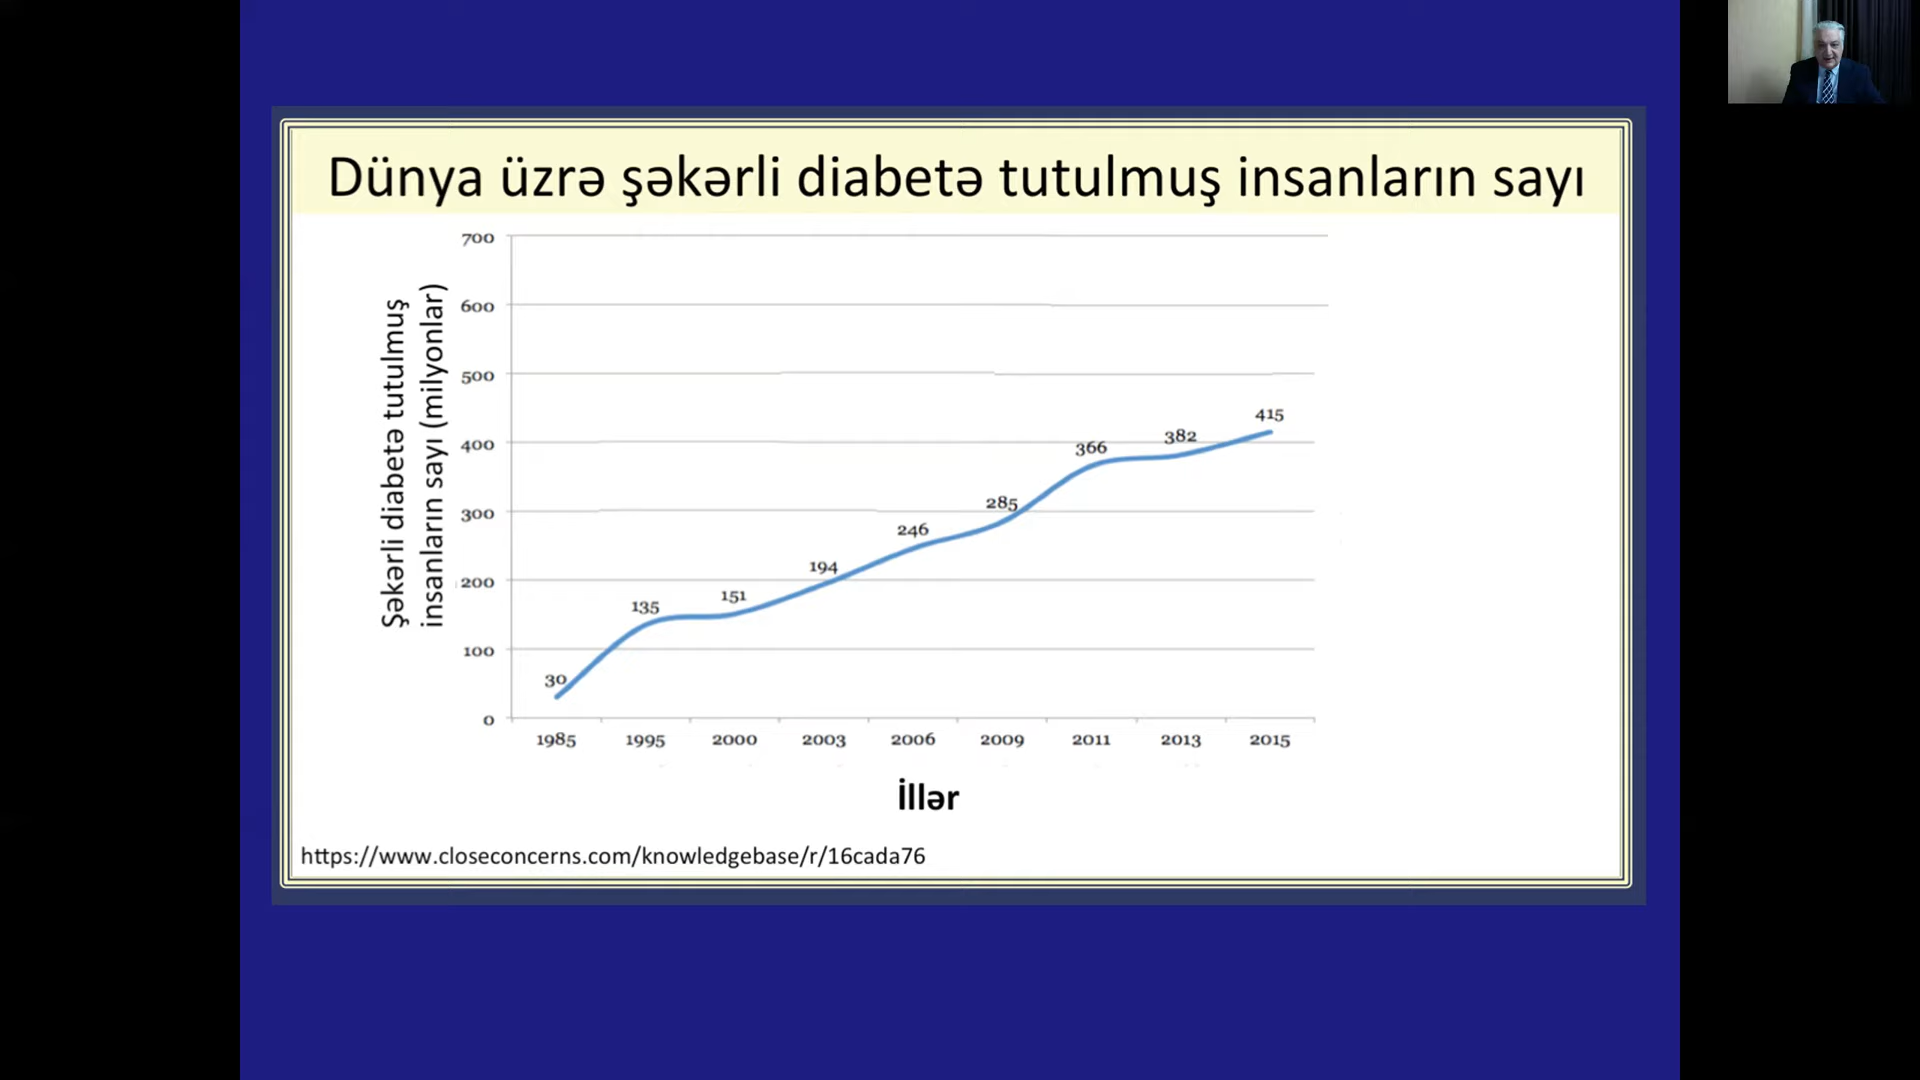 Dünya üzrə şəkərli diabetə tutulmuş insanların sayı
Şəkərli diabetə tutulmuş
insanların sayı (milyonlar)
700
600
500
400
300
200
100
0
30
135
151
194
246
285
366
382
415
1985 1995 2000 2003 2006 2009 2011 2013 2015
İllər
https://www.closeconcerns.com/knowledgebase/r/16cada76